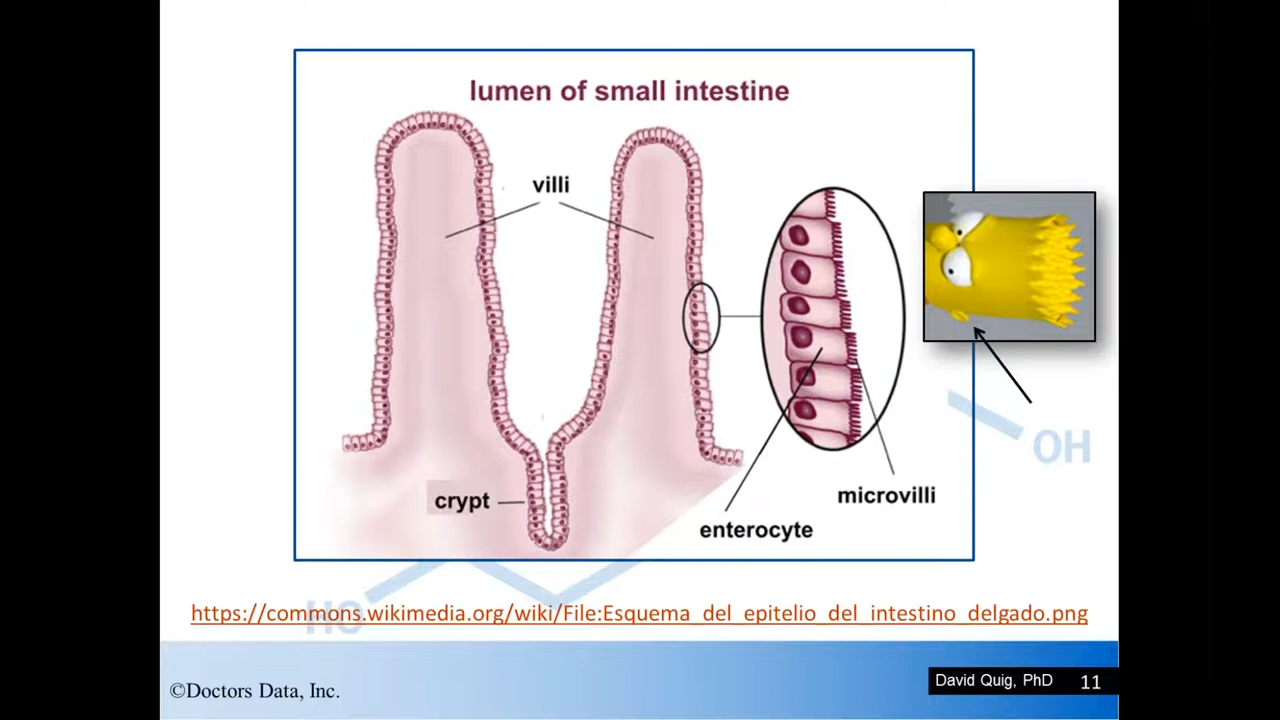 lumen of small intestine
villi
crypt
microvilli
enterocyte
OH
HO
https://commons.wikimedia.org/wiki/File:Esquema_del_epitelio_del_intestino_delgado.png
©Doctors Data, Inc.
David Quig, PhD 11